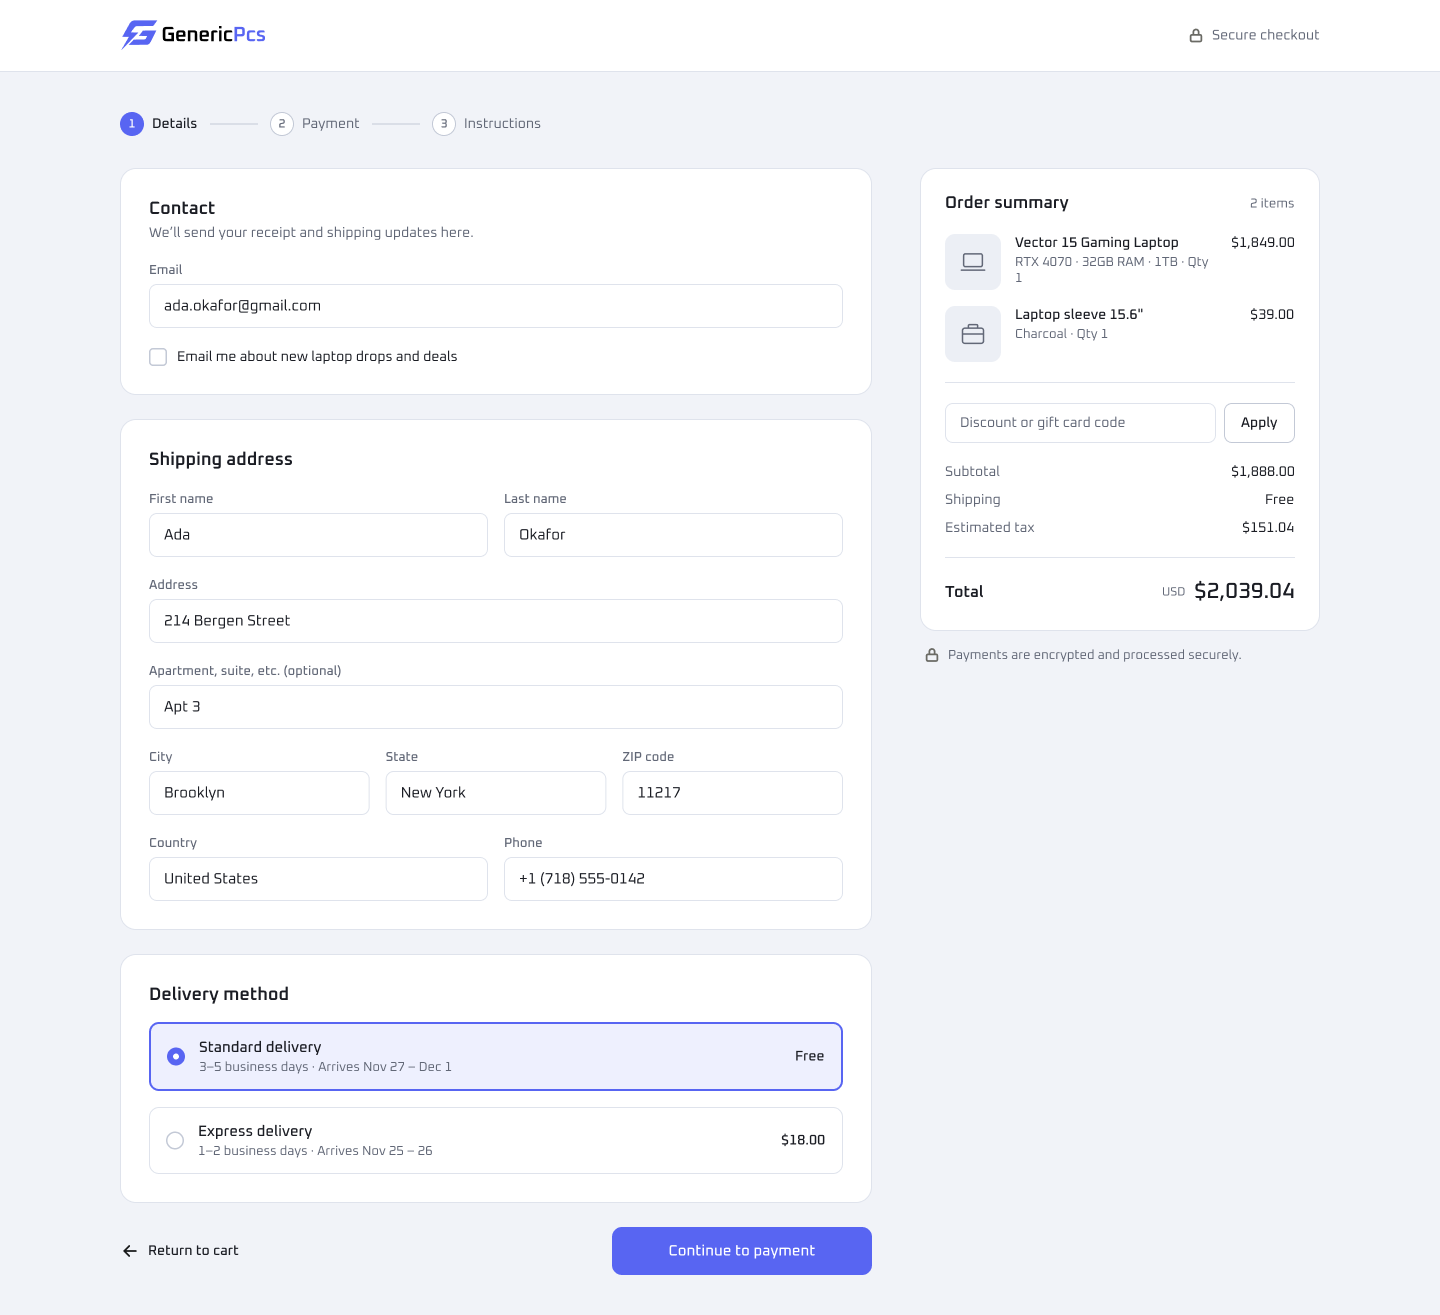 GenericPcs
Secure checkout
1 Details
2 Payment
3 Instructions
Contact
We'll send your receipt and shipping updates here.
Email
ada.okafor@gmail.com
Email me about new laptop drops and deals
Shipping address
First name
Last name
Ada
Okafor
Address
214 Bergen Street
Apartment, suite, etc. (optional)
Apt 3
City
State
ZIP code
Brooklyn
New York
11217
Country
Phone
United States
+1 (718) 555-0142
Delivery method
Standard delivery
3–5 business days · Arrives Nov 27 – Dec 1
Free
Express delivery
1–2 business days · Arrives Nov 25 – 26
$18.00
Return to cart
Continue to payment
Order summary
2 items
Vector 15 Gaming Laptop
$1,849.00
RTX 4070 · 32GB RAM · 1TB · Qty
1
Laptop sleeve 15.6"
$39.00
Charcoal · Qty 1
Discount or gift card code
Apply
Subtotal
$1,888.00
Shipping
Free
Estimated tax
$151.04
Total
USD $2,039.04
Payments are encrypted and processed securely.